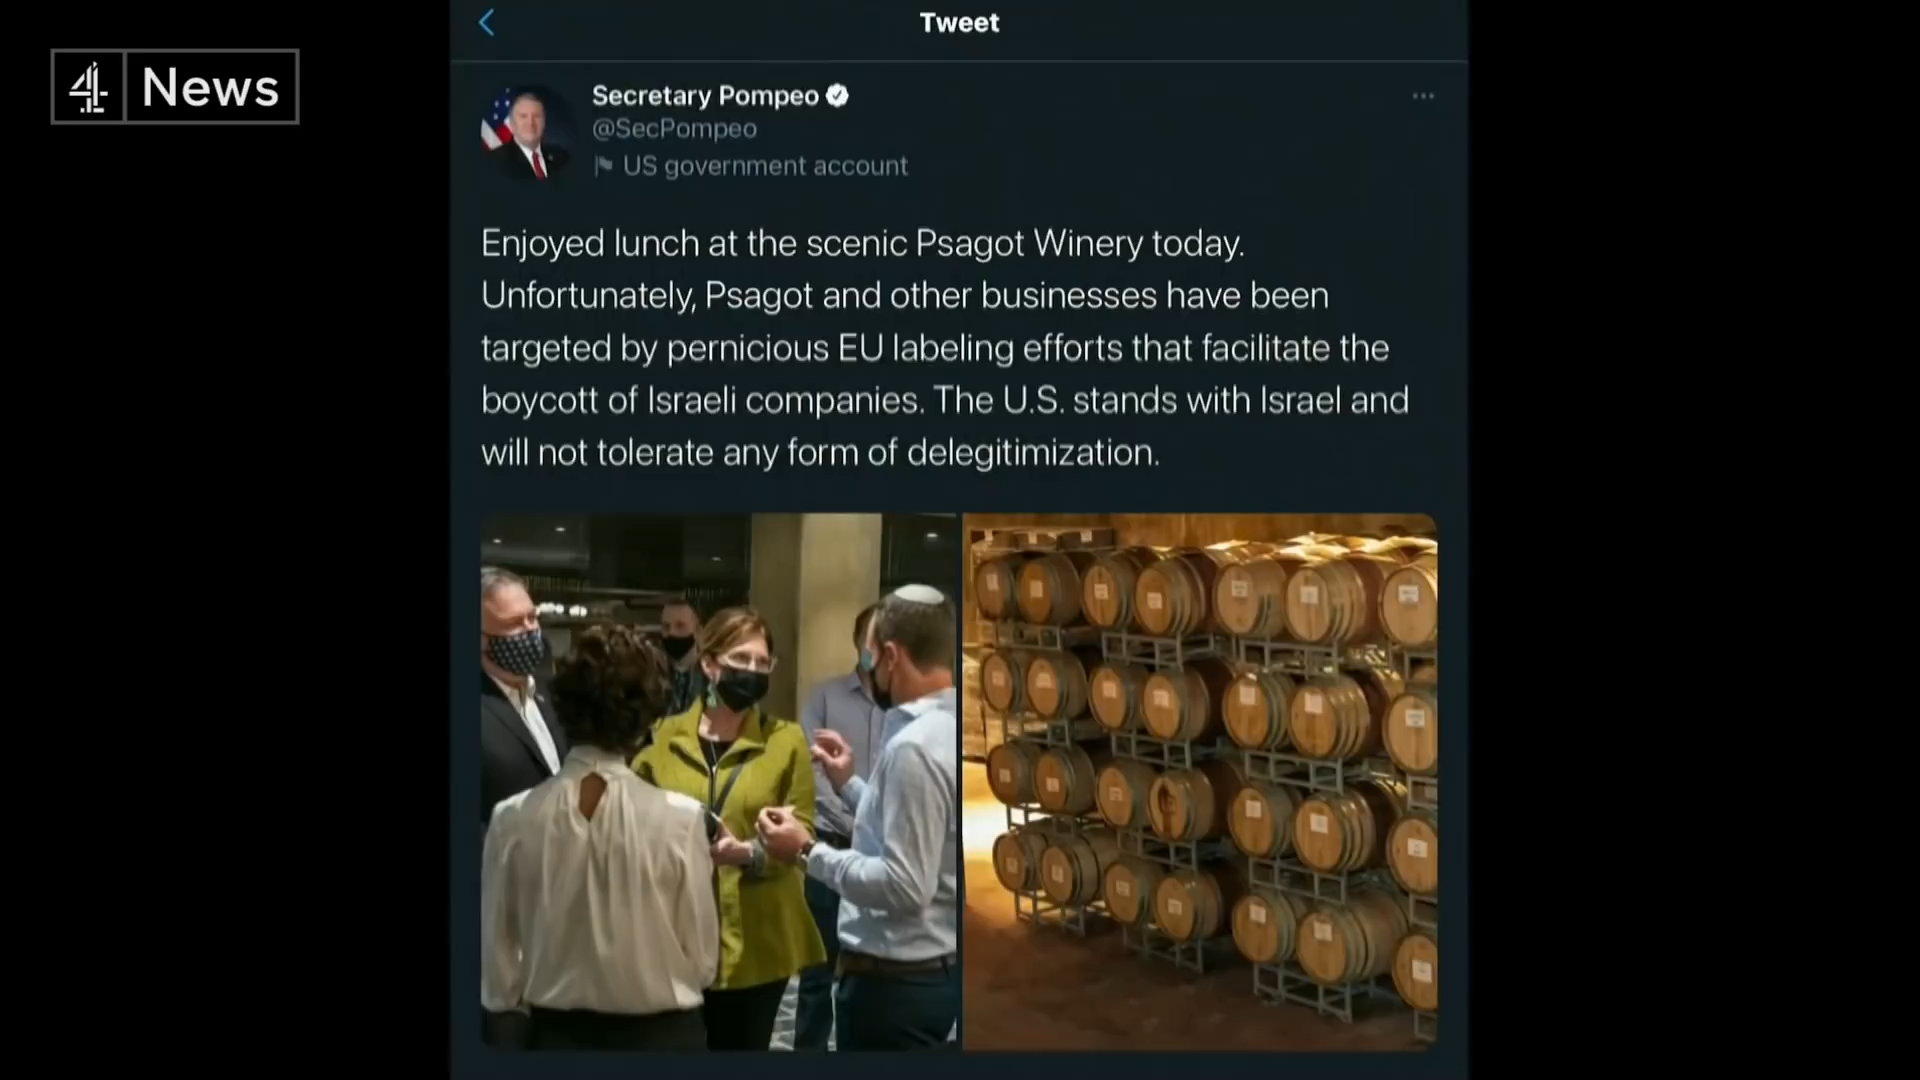 4 News
Tweet
Secretary Pompeo
@SecPompeo
US government account
Enjoyed lunch at the scenic Psagot Winery today.
Unfortunately, Psagot and other businesses have been
targeted by pernicious EU labeling efforts that facilitate the
boycott of Israeli companies. The U.S. stands with Israel and
will not tolerate any form of delegitimization.